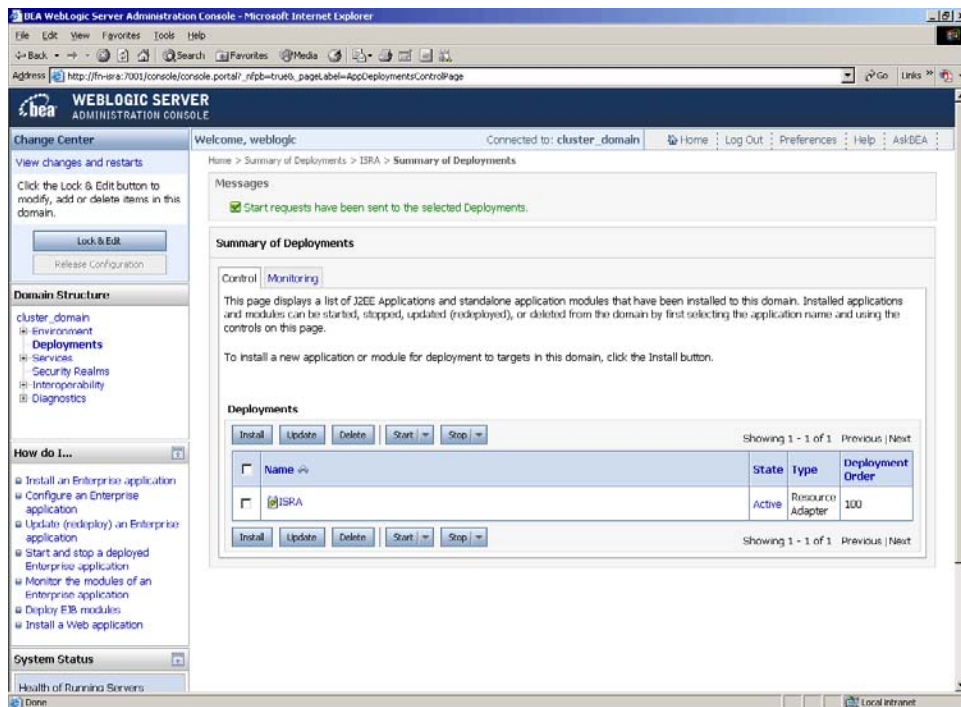 BEA WebLogic Server Administration Console - Microsoft Internet Explorer
File Edit View Favorites Tools Help
Back Search Favorites Media
Address http://fn-isra:7001/console/console.portal?_nfpb=true&_pageLabel=AppDeploymentsControlPage Go Links
bea WEBLOGIC SERVER
ADMINISTRATION CONSOLE
Change Center
View changes and restarts
Click the Lock & Edit button to
modify, add or delete items in this
domain.
Lock & Edit
Release Configuration
Domain Structure
cluster_domain
Environment
Deployments
Services
Security Realms
Interoperability
Diagnostics
How do I...
Install an Enterprise application
Configure an Enterprise
application
Update (redeploy) an Enterprise
application
Start and stop a deployed
Enterprise application
Monitor the modules of an
Enterprise application
Deploy EJB modules
Install a Web application
System Status
Health of Running Servers
Welcome, weblogic Connected to: cluster_domain Home Log Out Preferences Help AskBEA
Home > Summary of Deployments > ISRA > Summary of Deployments
Messages
Start requests have been sent to the selected Deployments.
Summary of Deployments
Control Monitoring
This page displays a list of J2EE Applications and standalone application modules that have been installed to this domain. Installed applications
and modules can be started, stopped, updated (redeployed), or deleted from the domain by first selecting the application name and using the
controls on this page.
To install a new application or module for deployment to targets in this domain, click the Install button.
Deployments
Install Update Delete Start Stop Showing 1 - 1 of 1 Previous | Next
Name State Type Deployment Order
ISRA Active Resource Adapter 100
Install Update Delete Start Stop Showing 1 - 1 of 1 Previous | Next
Done Local intranet